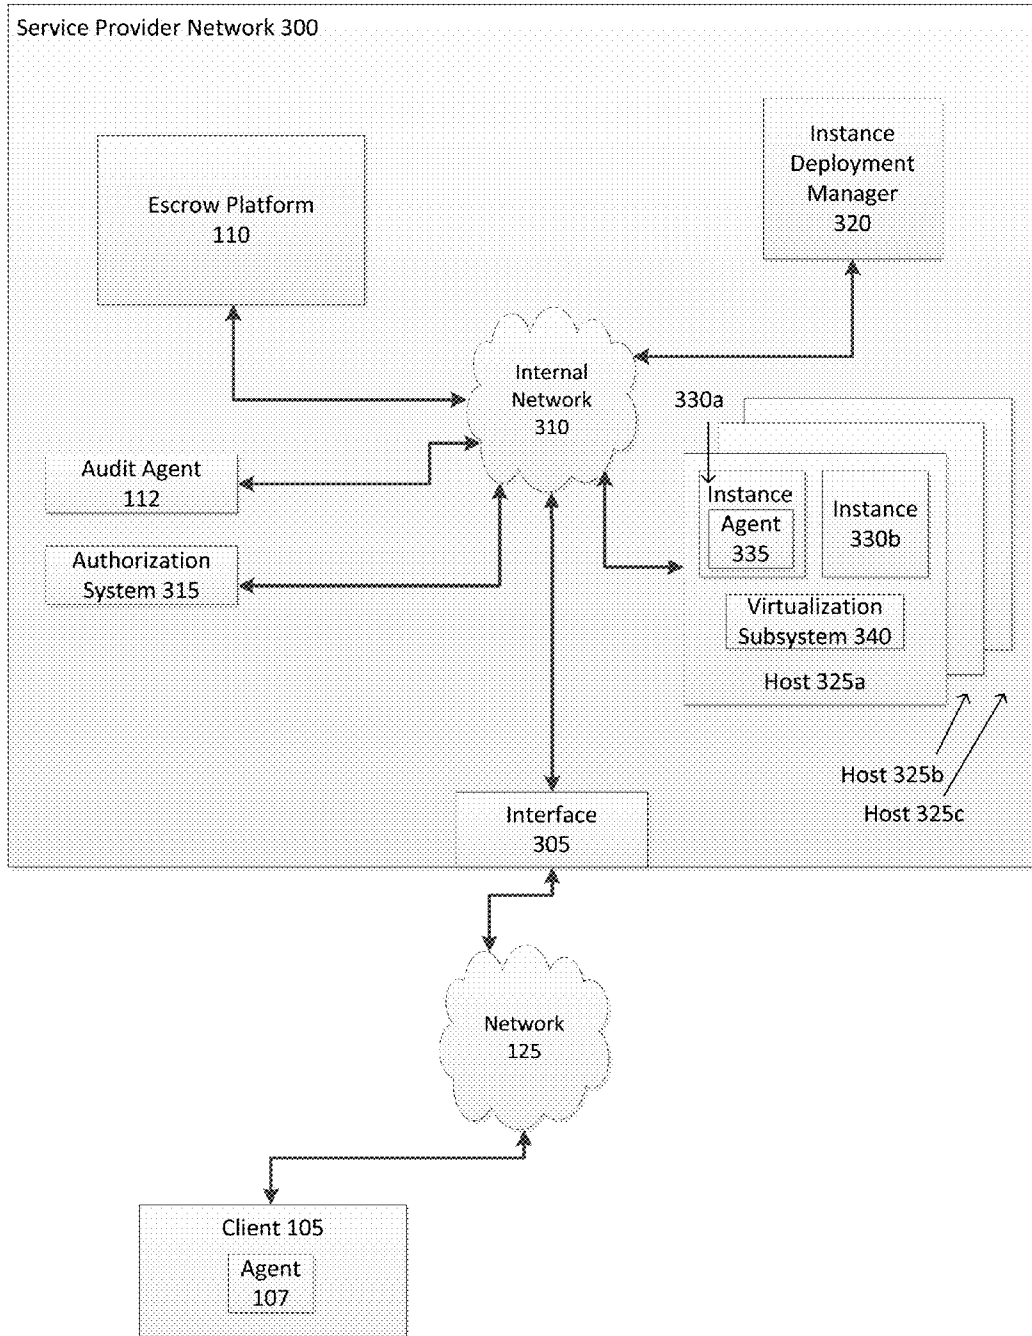 Service Provider Network 300
Escrow Platform
110
Instance
Deployment
Manager
320
Internal
Network
310
330a
Audit Agent
112
Authorization
System 315
Instance
Agent
335
Instance
330b
Virtualization
Subsystem 340
Host 325a
Host 325b
Host 325c
Interface
305
Network
125
Client 105
Agent
107